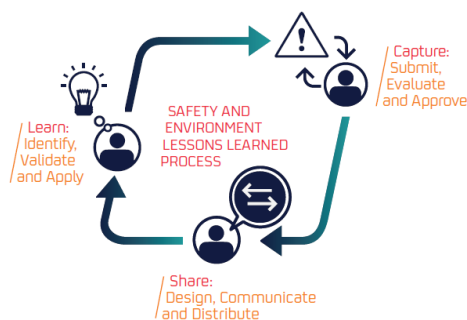 Capture:
Submit,
Evaluate
and Approve
SAFETY AND
ENVIRONMENT
LESSONS LEARNED
PROCESS
Learn:
Identify,
Validate
and Apply
Share:
Design, Communicate
and Distribute